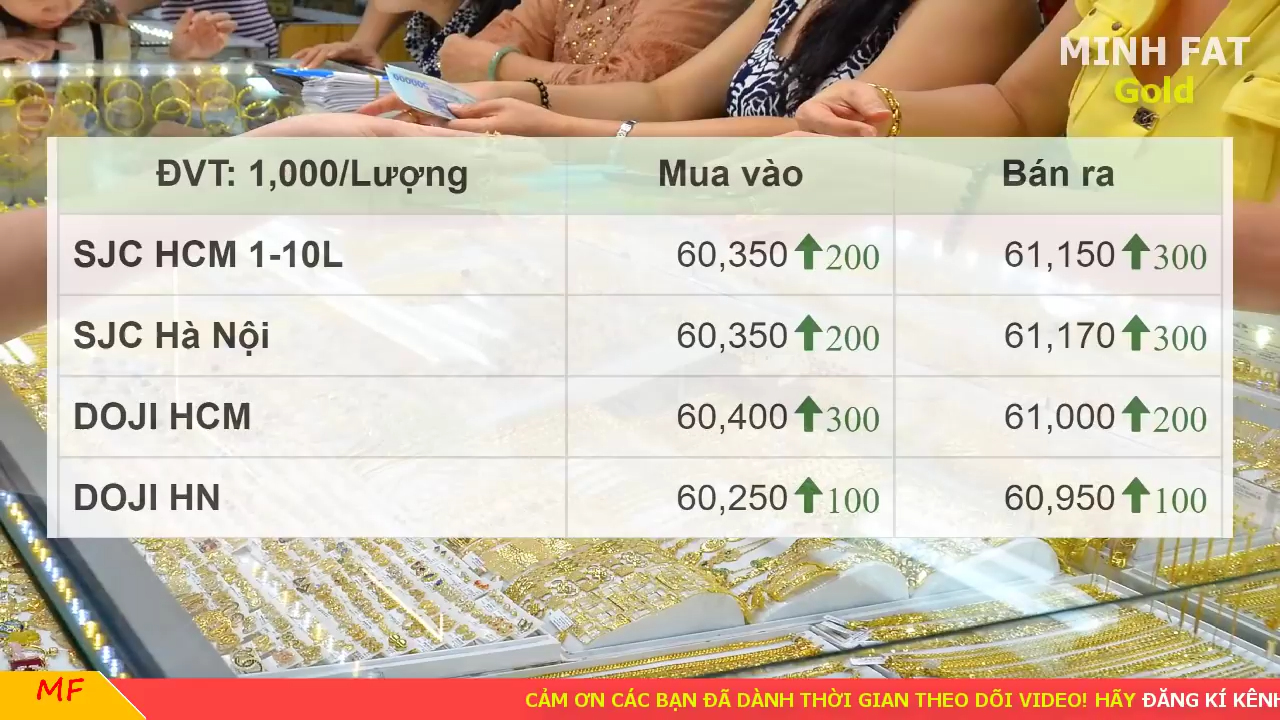 MINH FAT
Gold
ĐVT: 1,000/Lượng Mua vào Bán ra
SJC HCM 1-10L 60,350 200 61,150 300
SJC Hà Nội 60,350 200 61,170 300
DOJI HCM 60,400 300 61,000 200
DOJI HN 60,250 100 60,950 100
MF CẢM ƠN CÁC BẠN ĐÃ DÀNH THỜI GIAN THEO DÕI VIDEO! HÃY ĐĂNG KÍ KÊNH